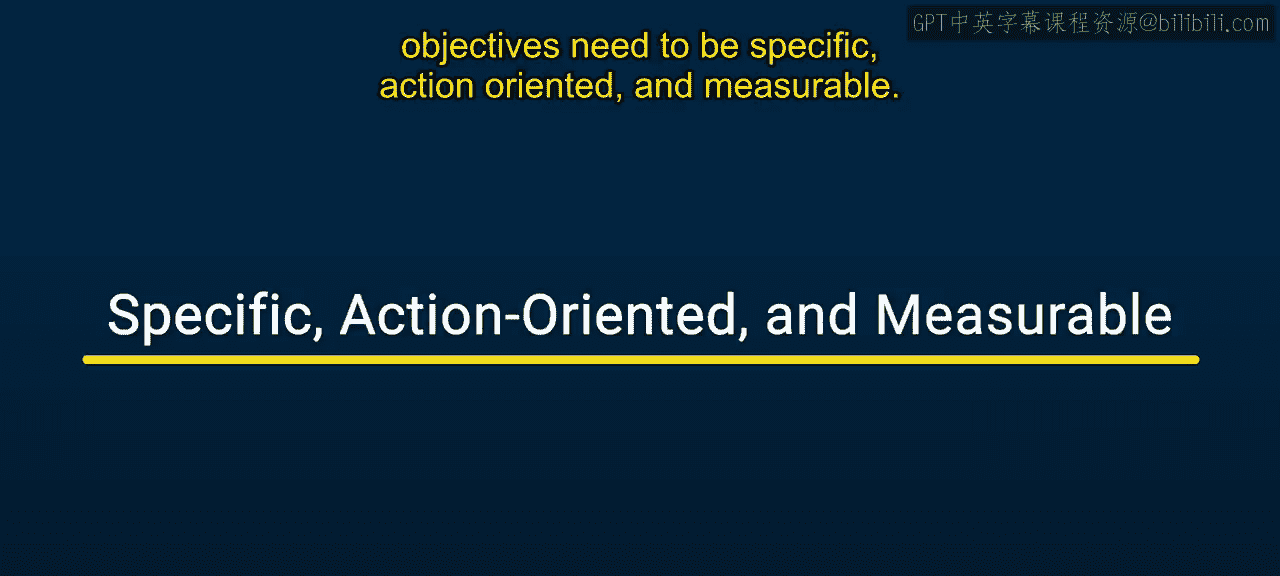 GPT中英字幕课程资源@bilibili.com
objectives need to be specific,
action oriented, and measurable.
Specific, Action-Oriented, and Measurable